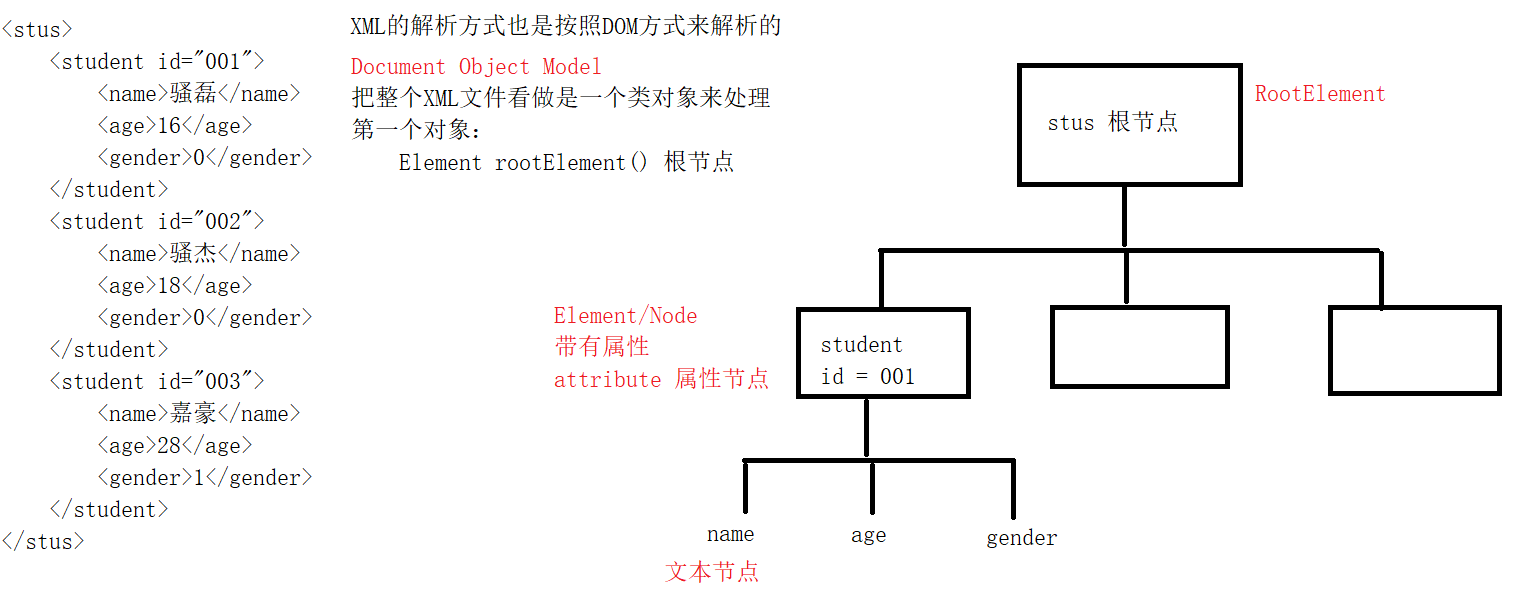 <stus>
<student id="001">
<name>骚磊</name>
<age>16</age>
<gender>0</gender>
</student>
<student id="002">
<name>骚杰</name>
<age>18</age>
<gender>0</gender>
</student>
<student id="003">
<name>嘉豪</name>
<age>28</age>
<gender>1</gender>
</student>
</stus>
XML的解析方式也是按照DOM方式来解析的
Document Object Model
把整个XML文件看做是一个类对象来处理
第一个对象:
Element rootElement() 根节点
stus 根节点
RootElement
Element/Node
带有属性
attribute 属性节点
student
id = 001
name
age
gender
文本节点